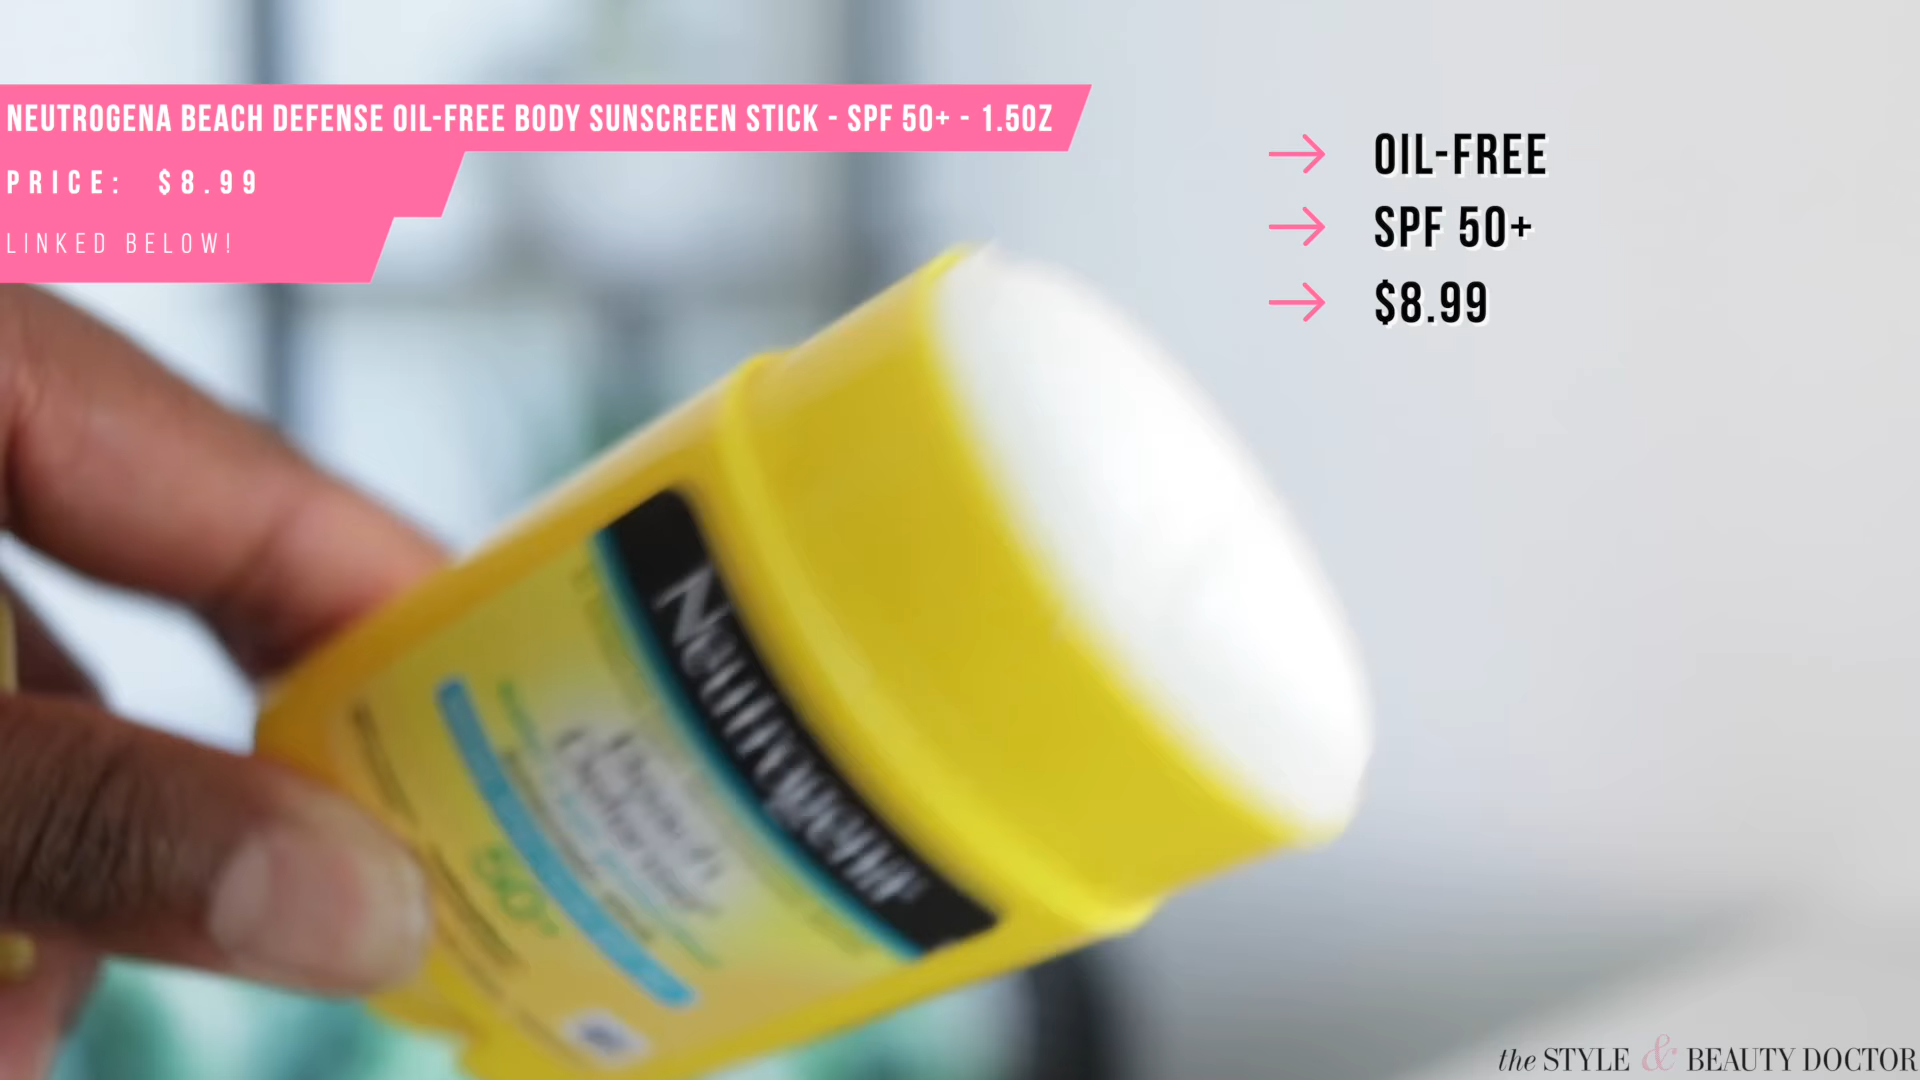 NEUTROGENA BEACH DEFENSE OIL-FREE BODY SUNSCREEN STICK - SPF 50+ - 1.5OZ
PRICE: $8.99
LINKED BELOW!
OIL-FREE
SPF 50+
$8.99
Neutrogena
the STYLE & BEAUTY DOCTOR